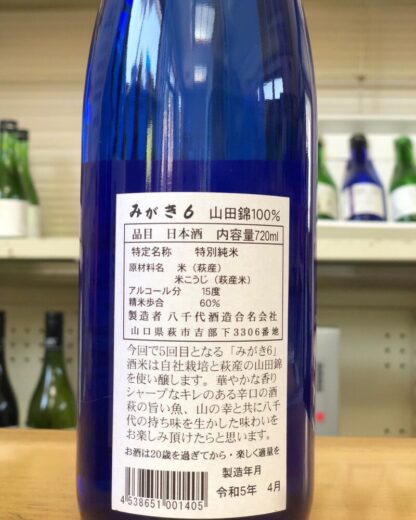 みがき6 山田錦100%
品目 日本酒 内容量720ml
特定名称 特別純米
原材料名 米(萩産)
米こうじ(萩産米)
アルコール分 15度
精米歩合 60%
製造者 八千代酒造合名会社
山口県萩市吉部下3306番地
今回で5回目となる「みがき6」
酒米は自社栽培と萩産の山田錦
を使い醸します。華やかな香り
シャープなキレのある辛口の酒
萩の旨い魚、山の幸と共に八千
代の持ち味を生かした味わいを
お楽しみ頂けたらと思います。
お酒は20歳を過ぎてから・楽しく適量を
製造年月
令和5年 4月
4538651001405